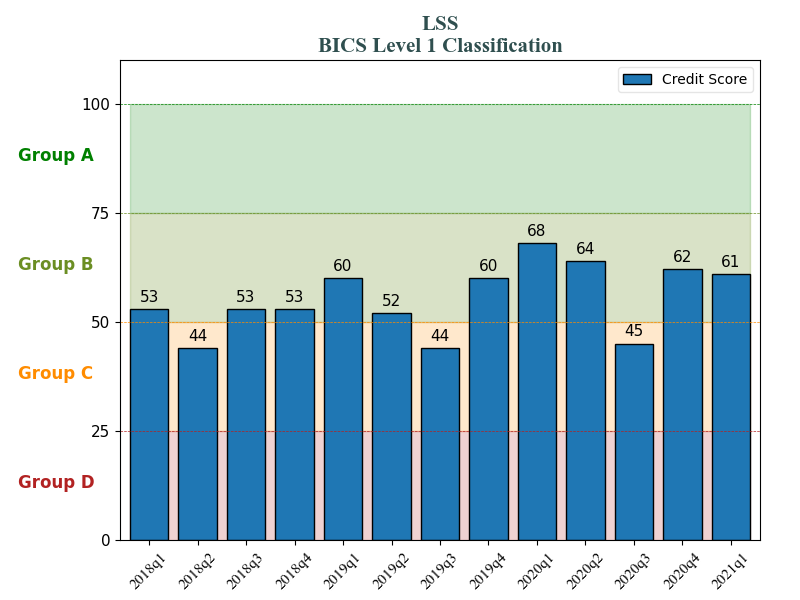 LSS
BICS Level 1 Classification
Credit Score
100
Group A
75
68
64
Group B
62
61
60
60
53
53
53
52
50
45
44
44
Group C
25
Group D
0
2018q1
2018q2
2018q3
2018q4
2019q1
2019q2
2019q3
2019q4
2020q1
2020q2
2020q3
2020q4
2021q1